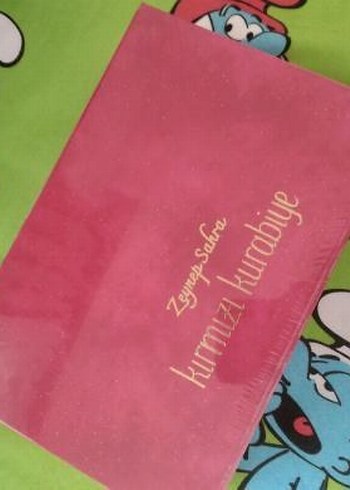 Zeynep Sahra
kırmızı kurabiye